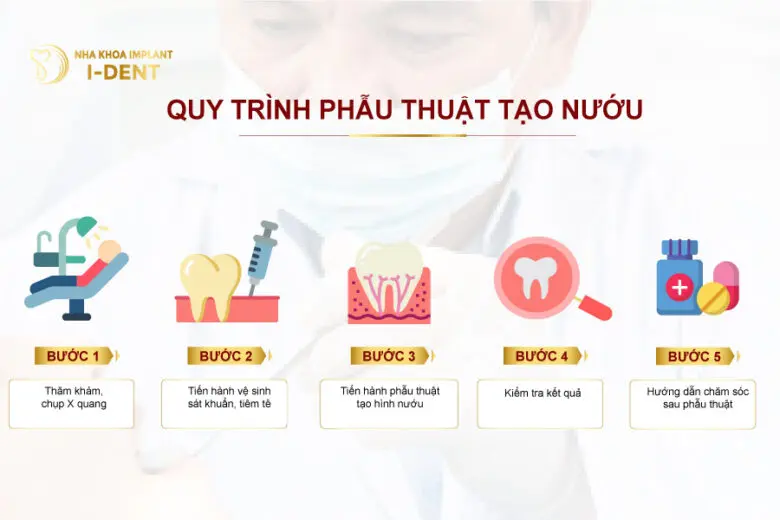 NHA KHOA IMPLANT
I-DENT
QUY TRÌNH PHẪU THUẬT TẠO NƯỚU
BƯỚC 1
Thăm khám,
chụp X quang
BƯỚC 2
Tiến hành vệ sinh
sát khuẩn, tiêm tê
BƯỚC 3
Tiến hành phẫu thuật
tạo hình nướu
BƯỚC 4
Kiểm tra kết quả
BƯỚC 5
Hướng dẫn chăm sóc
sau phẫu thuật